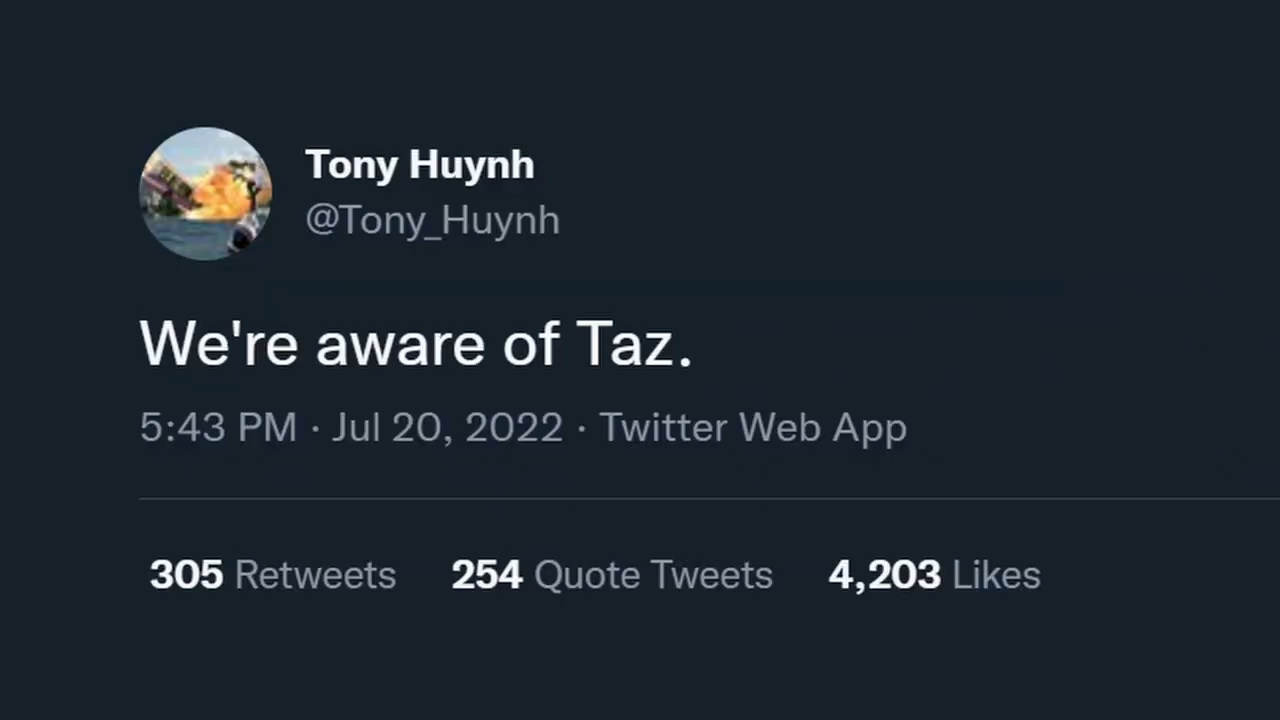 Tony Huynh
@Tony_Huynh
We're aware of Taz.
5:43 PM · Jul 20, 2022 · Twitter Web App
305 Retweets 254 Quote Tweets 4,203 Likes